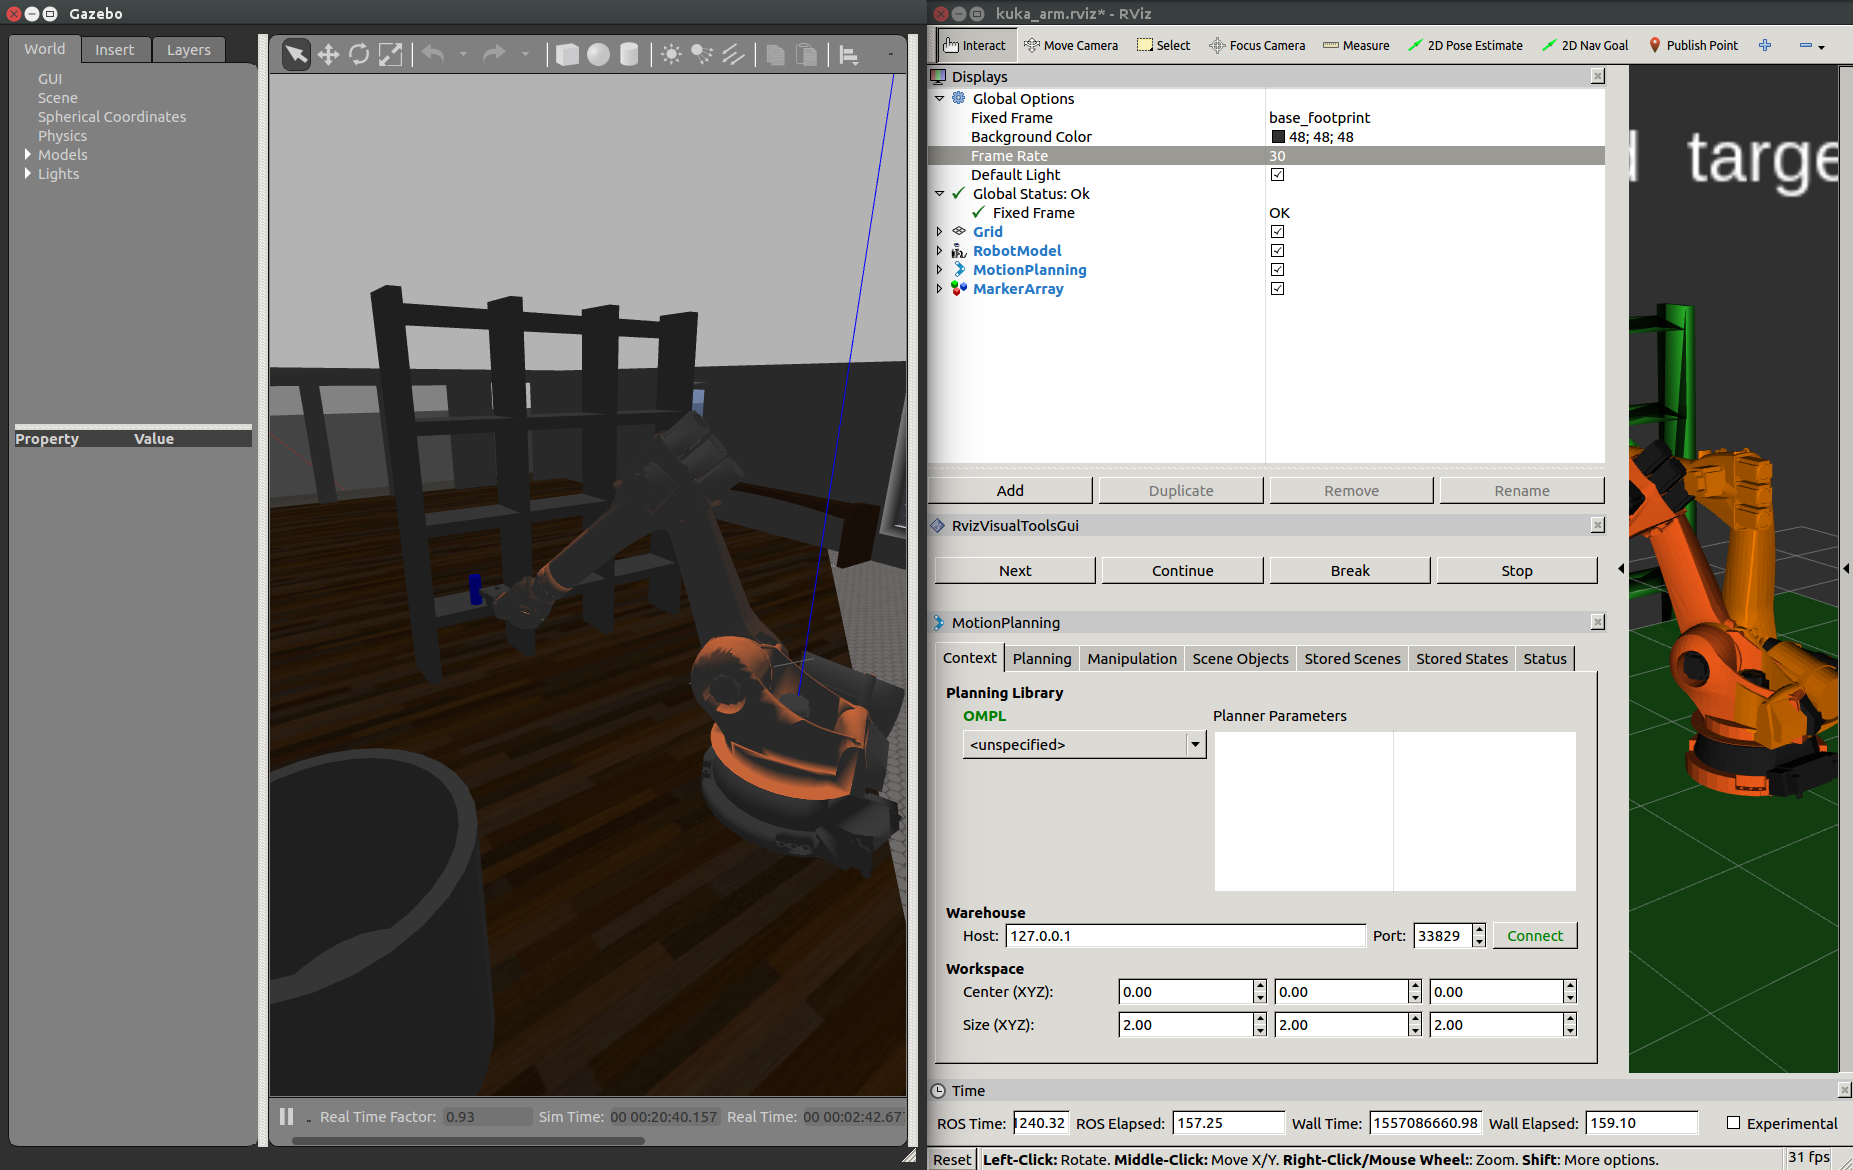 Gazebo
World Insert Layers
GUI
Scene
Spherical Coordinates
Physics
Models
Lights
Property Value
Real Time Factor: 0.93 Sim Time: 00 00:20:40.157 Real Time: 00 00:02:42.67
kuka_arm.rviz* - RViz
Interact Move Camera Select Focus Camera Measure 2D Pose Estimate 2D Nav Goal Publish Point
Displays
Global Options
Fixed Frame base_footprint
Background Color 48; 48; 48
Frame Rate 30
Default Light
Global Status: Ok
Fixed Frame OK
Grid
RobotModel
MotionPlanning
MarkerArray
Add Duplicate Remove Rename
RvizVisualToolsGui
Next Continue Break Stop
MotionPlanning
Context Planning Manipulation Scene Objects Stored Scenes Stored States Status
Planning Library
OMPL Planner Parameters
<unspecified>
Warehouse
Host: 127.0.0.1 Port: 33829 Connect
Workspace
Center (XYZ): 0.00 0.00 0.00
Size (XYZ): 2.00 2.00 2.00
Time
ROS Time: 1240.32 ROS Elapsed: 157.25 Wall Time: 1557086660.98 Wall Elapsed: 159.10 Experimental
Reset Left-Click: Rotate. Middle-Click: Move X/Y. Right-Click/Mouse Wheel:: Zoom. Shift: More options. 31 fps